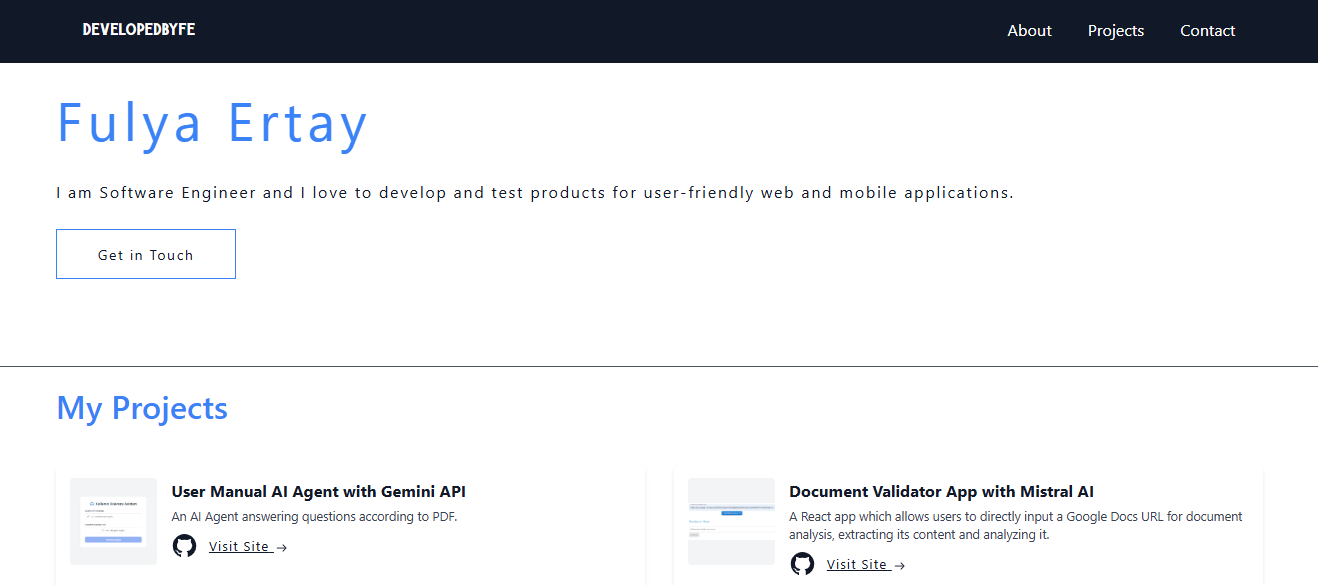 DEVELOPEDBYFE
About Projects Contact
Fulya Ertay
I am Software Engineer and I love to develop and test products for user-friendly web and mobile applications.
Get in Touch
My Projects
User Manual AI Agent with Gemini API
An AI Agent answering questions according to PDF.
Visit Site →
Document Validator App with Mistral AI
A React app which allows users to directly input a Google Docs URL for document
analysis, extracting its content and analyzing it.
Visit Site →